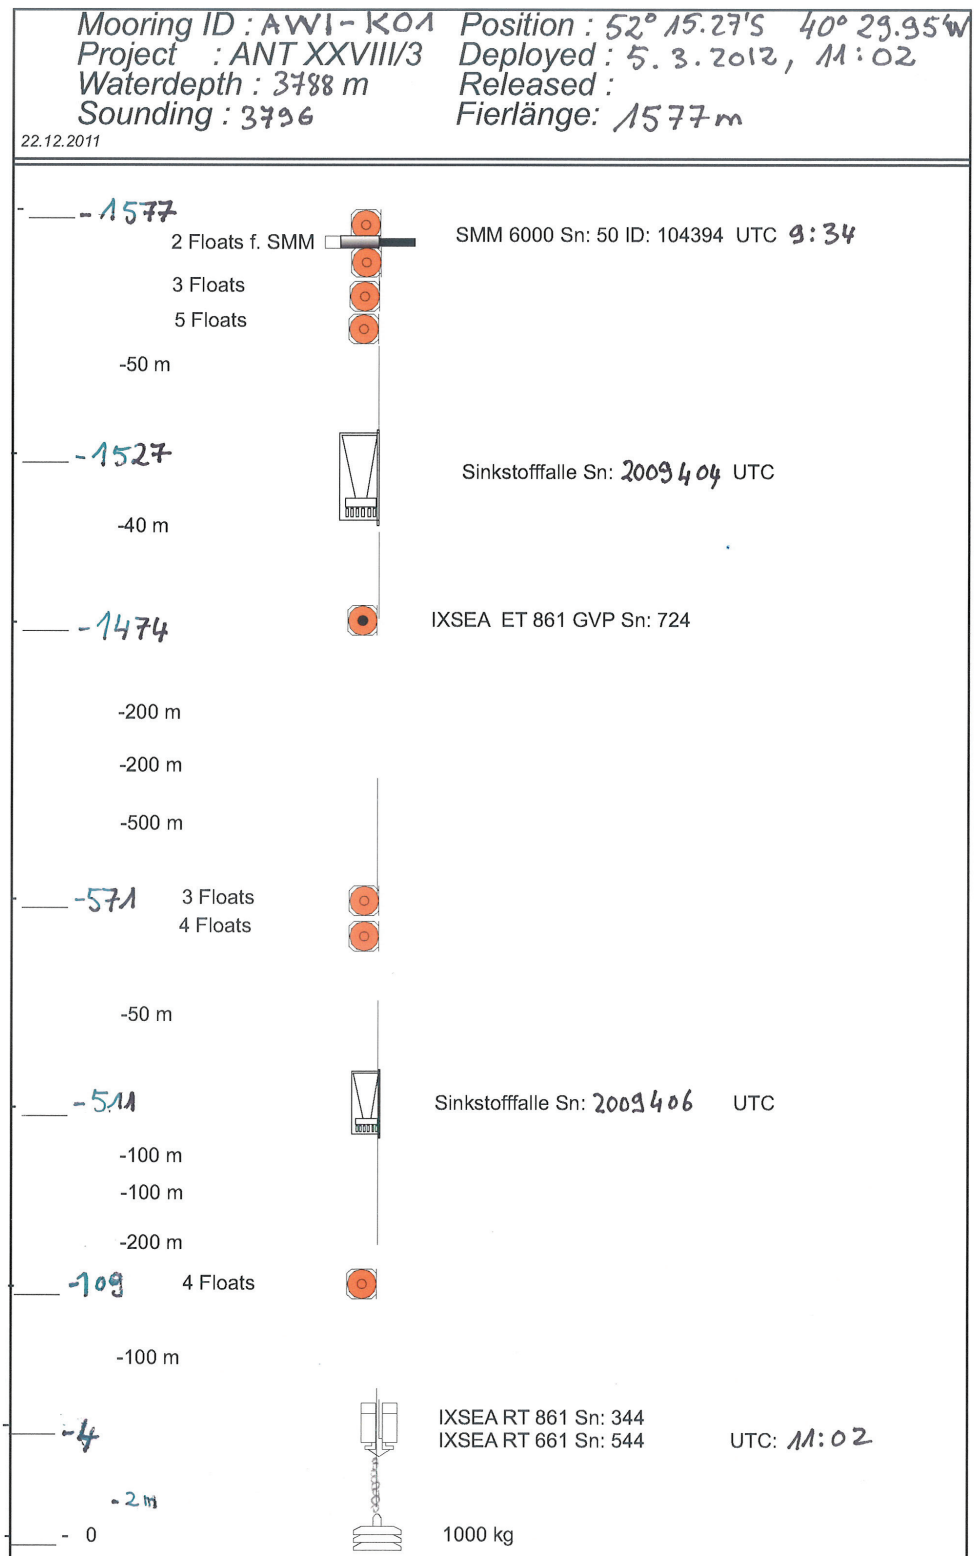 Mooring ID : AWI-K01 Position : 52° 15.27'S 40° 29.95'W
Project : ANT XXVIII/3 Deployed : 5. 3. 2012, 11:02
Waterdepth : 3788 m Released :
Sounding : 3796 Fierlänge: 1577m
22.12.2011
- 1577
2 Floats f. SMM SMM 6000 Sn: 50 ID: 104394 UTC 9:34
3 Floats
5 Floats
-50 m
- 1527
Sinkstofffalle Sn: 2009404 UTC
-40 m
- 1474 IXSEA ET 861 GVP Sn: 724
-200 m
-200 m
-500 m
-571 3 Floats
4 Floats
-50 m
- 511 Sinkstofffalle Sn: 2009406 UTC
-100 m
-100 m
-200 m
-109 4 Floats
-100 m
IXSEA RT 861 Sn: 344
-4 IXSEA RT 661 Sn: 544 UTC: 11:02
- 2m
- 0 1000 kg